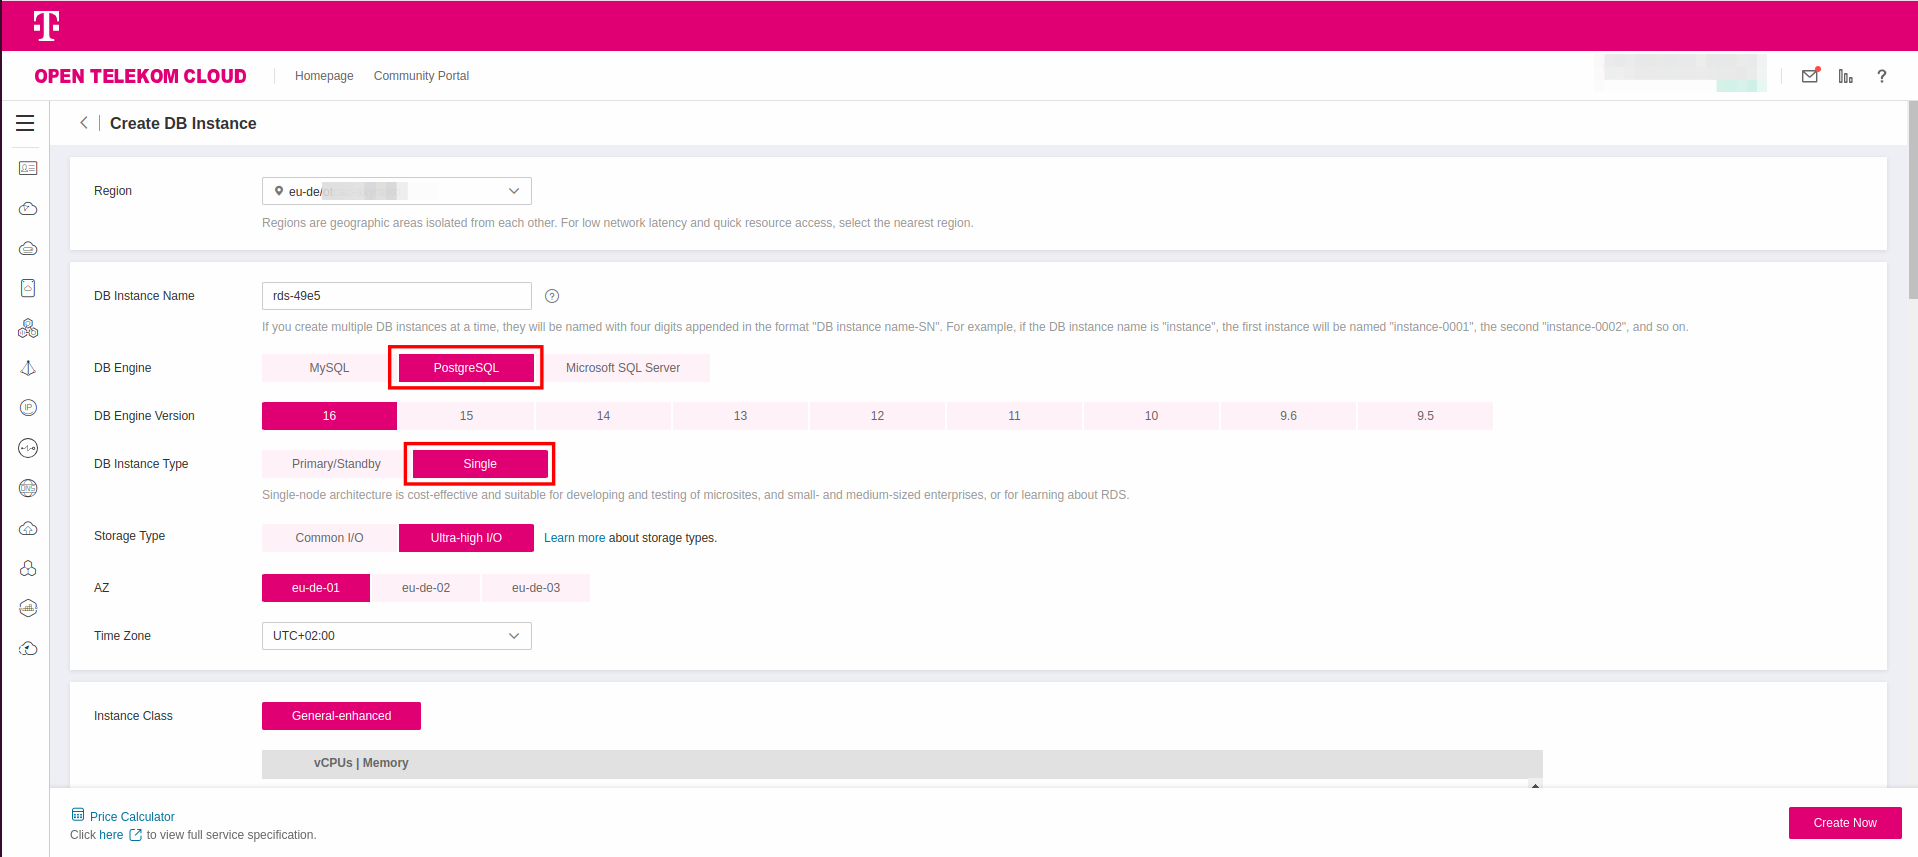 T
OPEN TELEKOM CLOUD Homepage Community Portal ?
Create DB Instance
Region eu-de/
Regions are geographic areas isolated from each other. For low network latency and quick resource access, select the nearest region.
DB Instance Name rds-49e5 ?
If you create multiple DB instances at a time, they will be named with four digits appended in the format "DB instance name-SN". For example, if the DB instance name is "instance", the first instance will be named "instance-0001", the second "instance-0002", and so on.
DB Engine MySQL PostgreSQL Microsoft SQL Server
DB Engine Version 16 15 14 13 12 11 10 9.6 9.5
IP
DB Instance Type Primary/Standby Single
DNS
Single-node architecture is cost-effective and suitable for developing and testing of microsites, and small- and medium-sized enterprises, or for learning about RDS.
Storage Type Common I/O Ultra-high I/O Learn more about storage types.
AZ eu-de-01 eu-de-02 eu-de-03
Time Zone UTC+02:00
Instance Class General-enhanced
vCPUs | Memory
Price Calculator
Click here to view full service specification.
Create Now